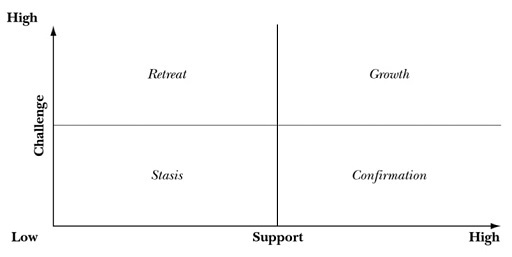 High
Retreat
Growth
Challenge
Stasis
Confirmation
Low
Support
High